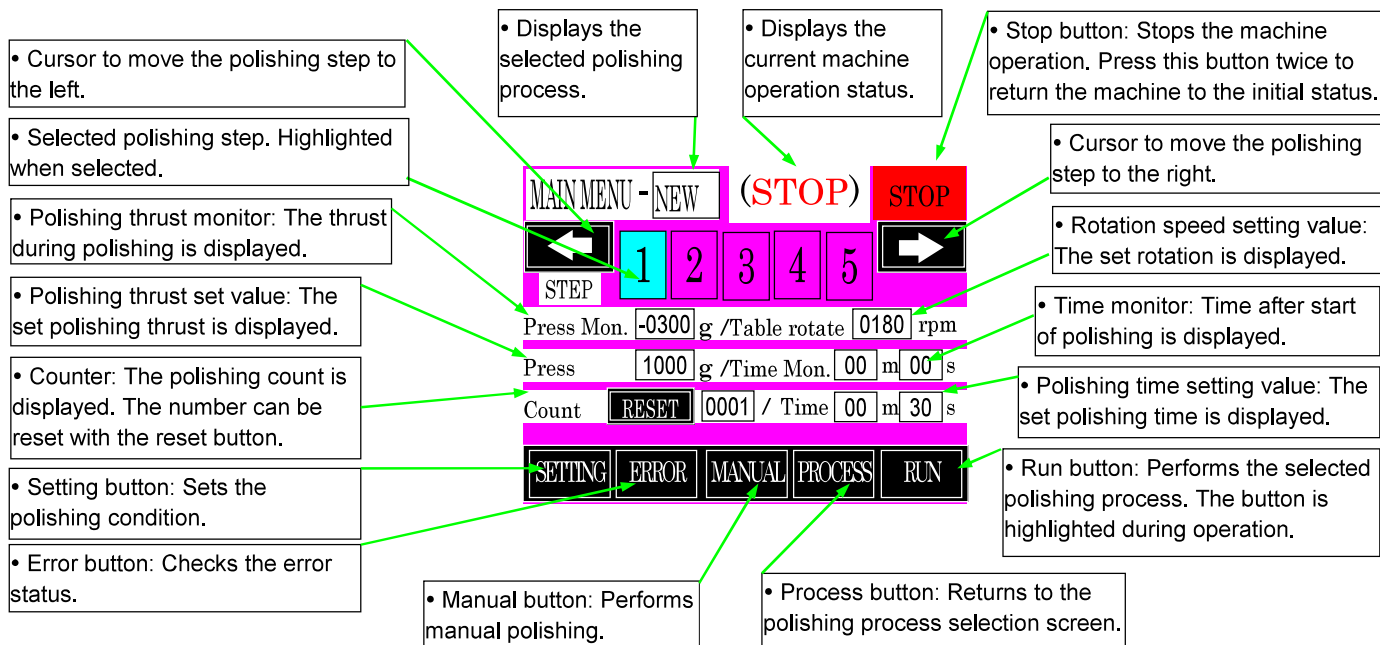 • Displays the
selected polishing
process.
• Displays the
current machine
operation status.
• Stop button: Stops the machine
operation. Press this button twice to
return the machine to the initial status.
• Cursor to move the polishing step to
the left.
• Selected polishing step. Highlighted
when selected.
• Cursor to move the polishing
step to the right.
• Polishing thrust monitor: The thrust
during polishing is displayed.
• Rotation speed setting value:
The set rotation is displayed.
• Polishing thrust set value: The
set polishing thrust is displayed.
• Time monitor: Time after start
of polishing is displayed.
• Counter: The polishing count is
displayed. The number can be
reset with the reset button.
• Polishing time setting value: The
set polishing time is displayed.
• Setting button: Sets the
polishing condition.
• Run button: Performs the selected
polishing process. The button is
highlighted during operation.
• Error button: Checks the error
status.
• Manual button: Performs
manual polishing.
• Process button: Returns to the
polishing process selection screen.
MAIN MENU - NEW (STOP) STOP
1 2 3 4 5
STEP
Press Mon. -0300 g /Table rotate 0180 rpm
Press 1000 g /Time Mon. 00 m 00 s
Count RESET 0001 / Time 00 m 30 s
SETTING ERROR MANUAL PROCESS RUN